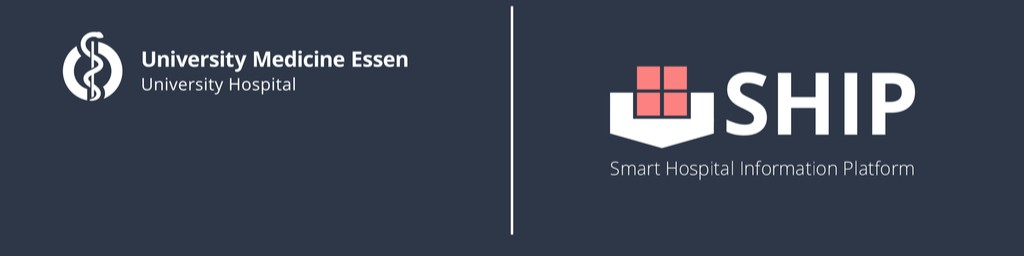 University Medicine Essen
University Hospital
SHIP
Smart Hospital Information Platform